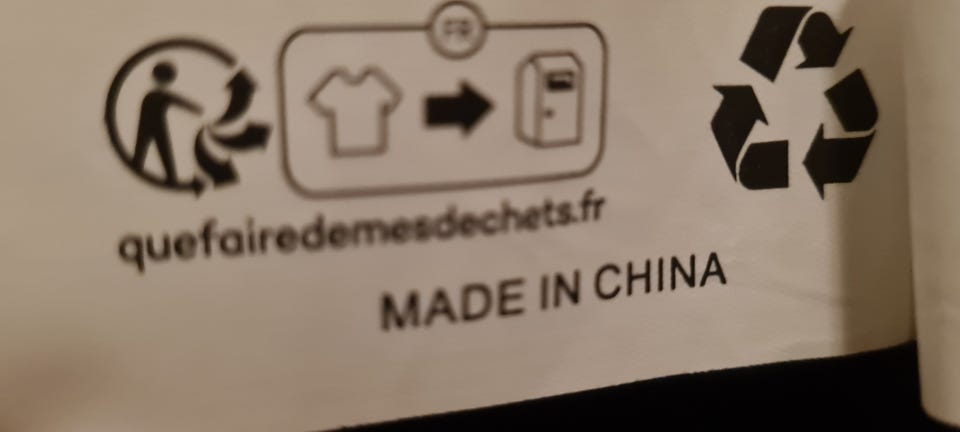 FR
quefairedemesdechets.fr
MADE IN CHINA